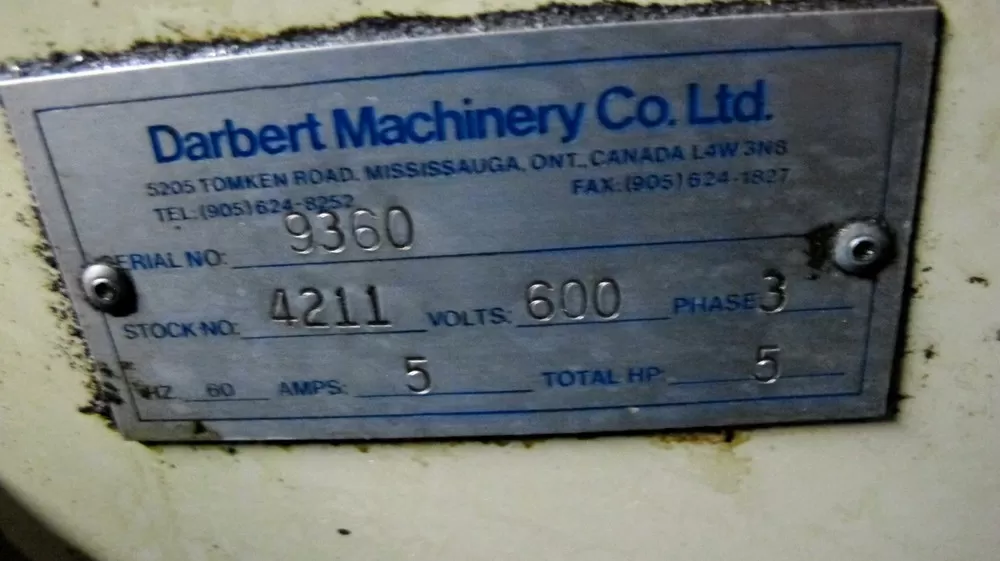 Darbert Machinery Co. Ltd.
5205 TOMKEN ROAD, MISSISSAUGA, ONT., CANADA L4W 3N8
TEL: (905) 624-8252 FAX: (905) 624-1827
SERIAL NO: 9360
STOCK NO: 4211 VOLTS: 600 PHASE 3
HZ 60 AMPS: 5 TOTAL HP 5